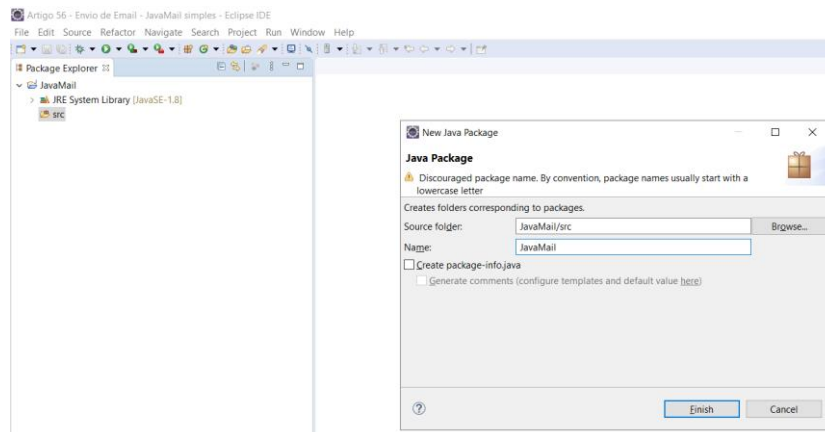 Artigo 56 - Envio de Email - JavaMail simples - Eclipse IDE
File Edit Source Refactor Navigate Search Project Run Window Help
Package Explorer
JavaMail
JRE System Library [JavaSE-1.8]
src
New Java Package
Java Package
Discouraged package name. By convention, package names usually start with a
lowercase letter
Creates folders corresponding to packages.
Source folder: JavaMail/src Browse...
Name: JavaMail
Create package-info.java
Generate comments (configure templates and default value here)
Finish Cancel